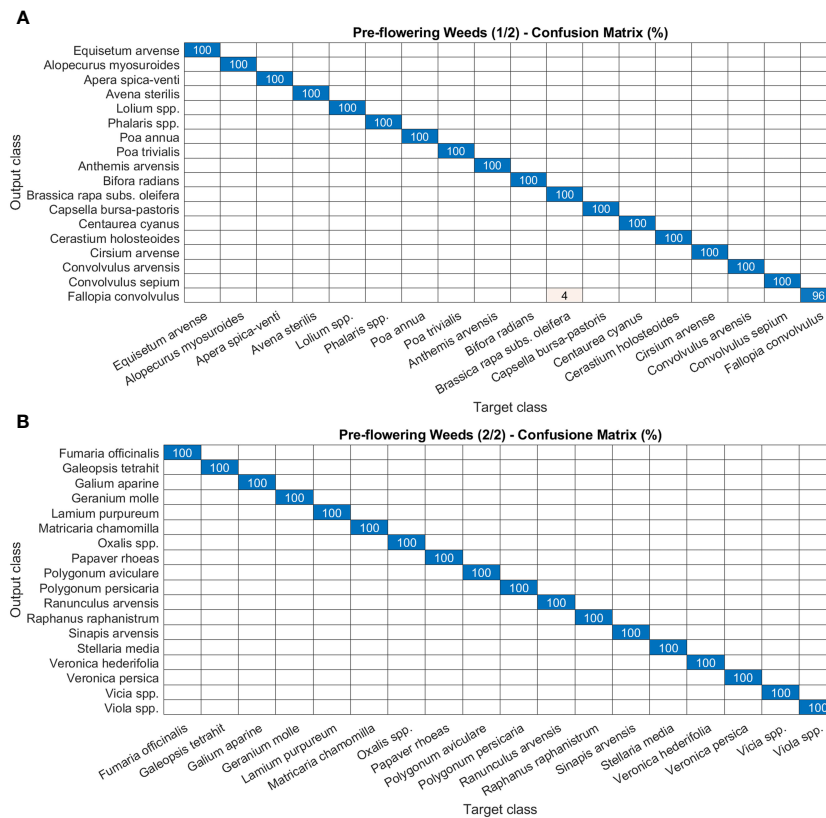 A
Pre-flowering Weeds (1/2) - Confusion Matrix (%)
Output class
Equisetum arvense 100
Alopecurus myosuroides 100
Apera spica-venti 100
Avena sterilis 100
Lolium spp. 100
Phalaris spp. 100
Poa annua 100
Poa trivialis 100
Anthemis arvensis 100
Bifora radians 100
Brassica rapa subs. oleifera 100
Capsella bursa-pastoris 100
Centaurea cyanus 100
Cerastium holosteoides 100
Cirsium arvense 100
Convolvulus arvensis 100
Convolvulus sepium 100
Fallopia convolvulus 4 96
Equisetum arvense
Alopecurus myosuroides
Apera spica-venti
Avena sterilis
Lolium spp.
Phalaris spp.
Poa annua
Poa trivialis
Anthemis arvensis
Bifora radians
Brassica rapa subs. oleifera
Capsella bursa-pastoris
Centaurea cyanus
Cerastium holosteoides
Cirsium arvense
Convolvulus arvensis
Convolvulus sepium
Fallopia convolvulus
Target class
B
Pre-flowering Weeds (2/2) - Confusione Matrix (%)
Output class
Fumaria officinalis 100
Galeopsis tetrahit 100
Galium aparine 100
Geranium molle 100
Lamium purpureum 100
Matricaria chamomilla 100
Oxalis spp. 100
Papaver rhoeas 100
Polygonum aviculare 100
Polygonum persicaria 100
Ranunculus arvensis 100
Raphanus raphanistrum 100
Sinapis arvensis 100
Stellaria media 100
Veronica hederifolia 100
Veronica persica 100
Vicia spp. 100
Viola spp. 100
Fumaria officinalis
Galeopsis tetrahit
Galium aparine
Geranium molle
Lamium purpureum
Matricaria chamomilla
Oxalis spp.
Papaver rhoeas
Polygonum aviculare
Polygonum persicaria
Ranunculus arvensis
Raphanus raphanistrum
Sinapis arvensis
Stellaria media
Veronica hederifolia
Veronica persica
Vicia spp.
Viola spp.
Target class